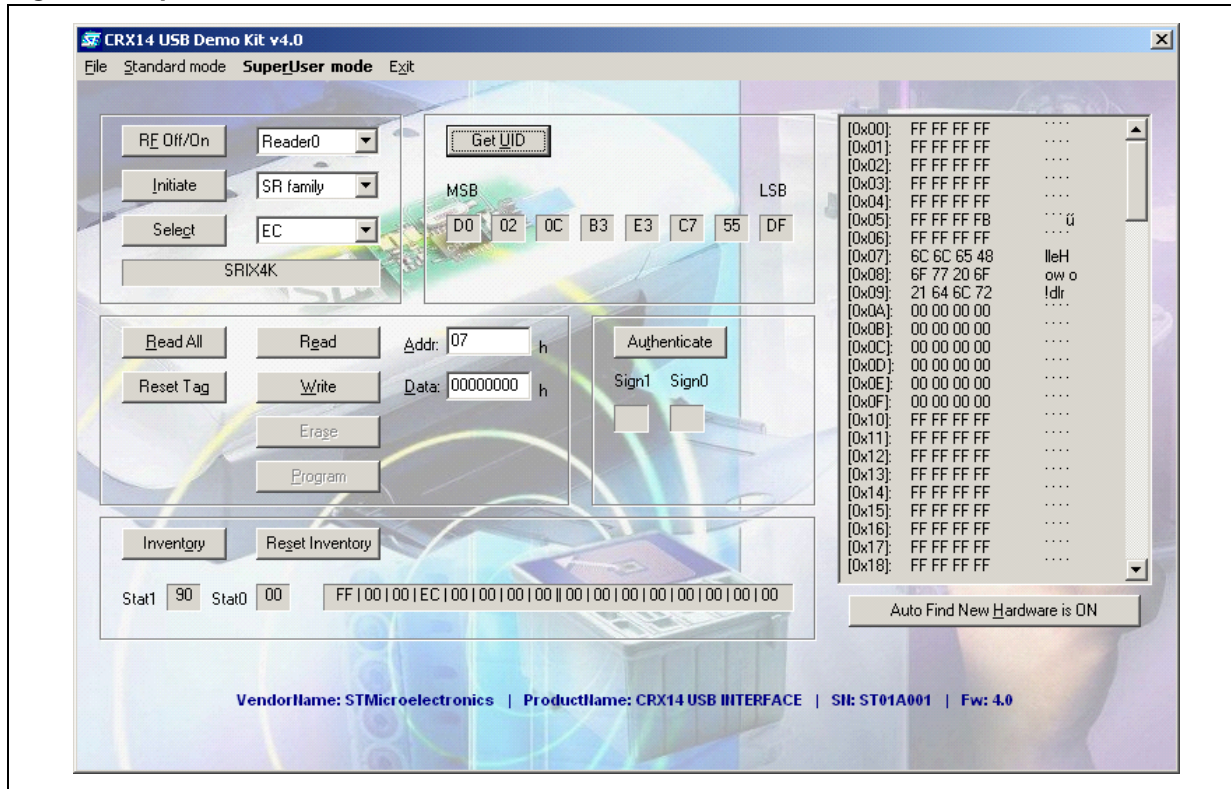 CRX14 USB Demo Kit v4.0
File Standard mode SuperUser mode Exit
RF Off/On Reader0
Initiate SR family
Select EC
SRIX4K
Get UID
MSB LSB
D0 02 0C B3 E3 C7 55 DF
Read All Read Addr: 07 h
Reset Tag Write Data: 00000000 h
Erase
Program
Authenticate
Sign1 Sign0
Inventory Reset Inventory
Stat1 90 Stat0 00 FF | 00 | 00 | EC | 00 | 00 | 00 | 00 || 00 | 00 | 00 | 00 | 00 | 00 | 00 | 00
[0x00]: FF FF FF FF ....
[0x01]: FF FF FF FF ....
[0x02]: FF FF FF FF ....
[0x03]: FF FF FF FF ....
[0x04]: FF FF FF FF ....
[0x05]: FF FF FF FB ...ű
[0x06]: FF FF FF FF ....
[0x07]: 6C 6C 65 48 lleH
[0x08]: 6F 77 20 6F ow o
[0x09]: 21 64 6C 72 !dlr
[0x0A]: 00 00 00 00 ....
[0x0B]: 00 00 00 00 ....
[0x0C]: 00 00 00 00 ....
[0x0D]: 00 00 00 00 ....
[0x0E]: 00 00 00 00 ....
[0x0F]: 00 00 00 00 ....
[0x10]: FF FF FF FF ....
[0x11]: FF FF FF FF ....
[0x12]: FF FF FF FF ....
[0x13]: FF FF FF FF ....
[0x14]: FF FF FF FF ....
[0x15]: FF FF FF FF ....
[0x16]: FF FF FF FF ....
[0x17]: FF FF FF FF ....
[0x18]: FF FF FF FF ....
Auto Find New Hardware is ON
VendorName: STMicroelectronics | ProductName: CRX14 USB INTERFACE | SN: ST01A001 | Fw: 4.0